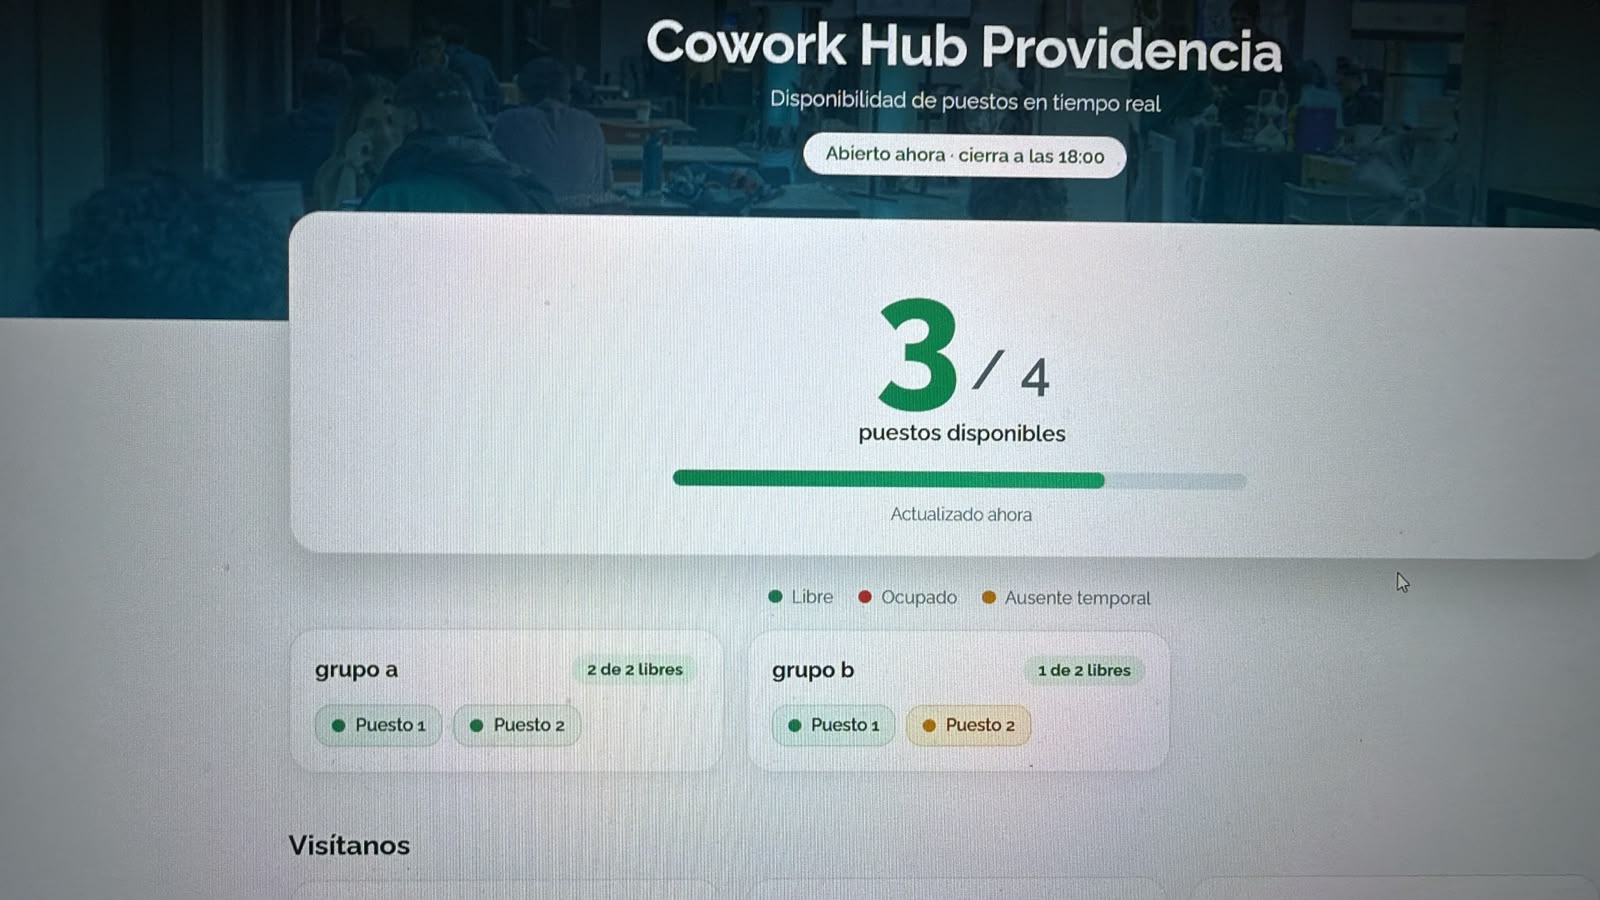 Cowork Hub Providencia
Disponibilidad de puestos en tiempo real
Abierto ahora · cierra a las 18:00
3 / 4
puestos disponibles
Actualizado ahora
Libre Ocupado Ausente temporal
grupo a 2 de 2 libres
Puesto 1 Puesto 2
grupo b 1 de 2 libres
Puesto 1 Puesto 2
Visítanos